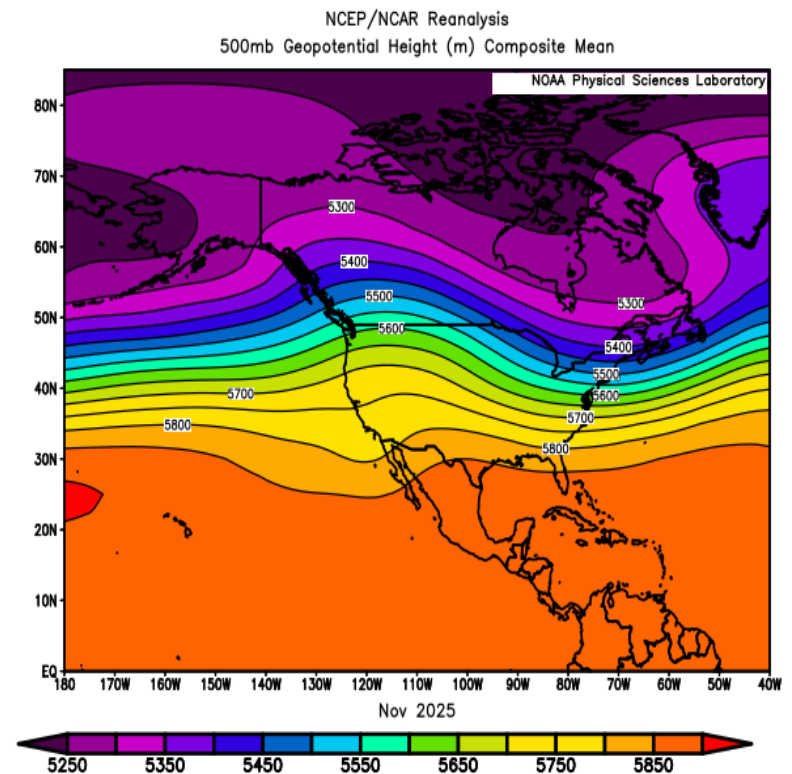 NCEP/NCAR Reanalysis
500mb Geopotential Height (m) Composite Mean
NOAA Physical Sciences Laboratory
80N
70N
5300
60N
5400
5500
5300
50N
5600
5400
5500
40N
5700
5600
5700
5800
5800
30N
20N
10N
EQ
180 170W 160W 150W 140W 130W 120W 110W 100W 90W 80W 70W 60W 50W 40W
Nov 2025
5250 5350 5450 5550 5650 5750 5850